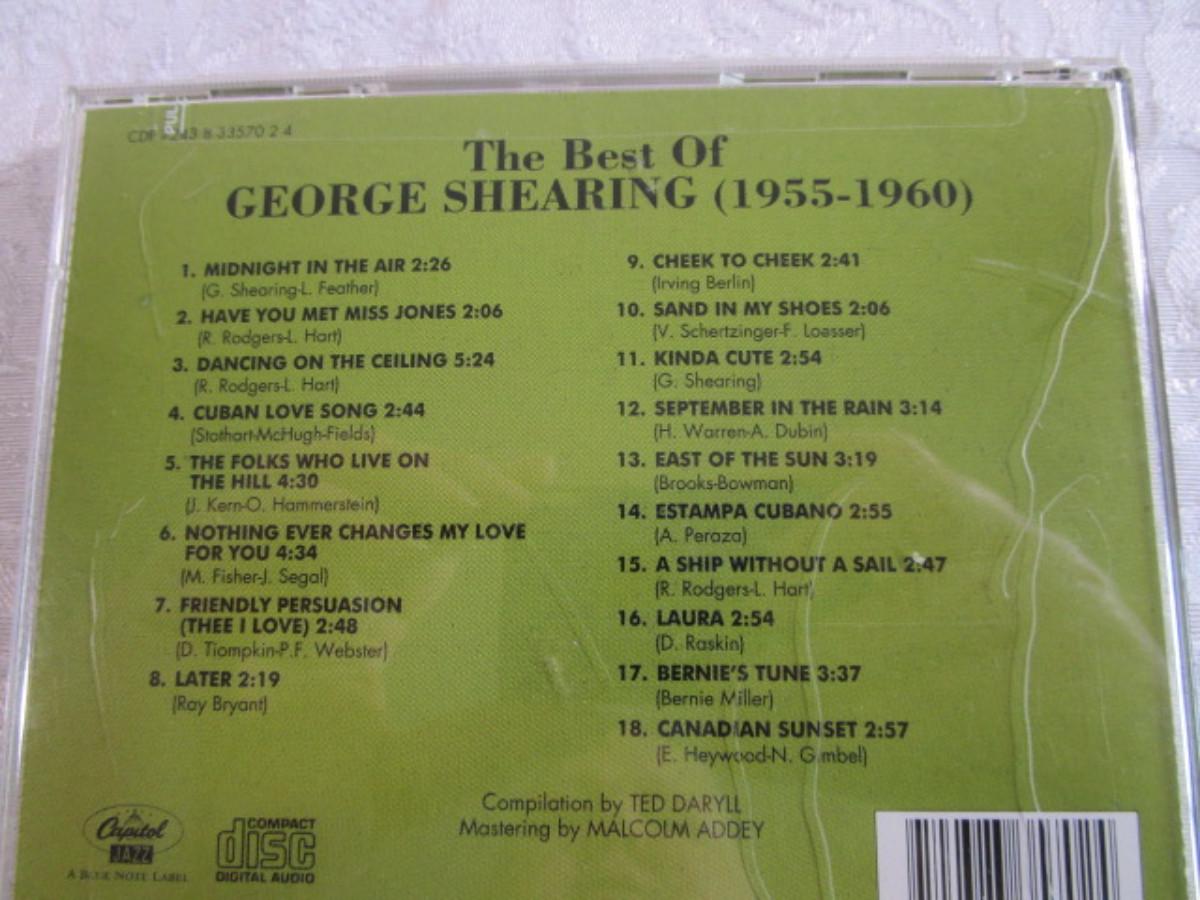 PUL
CDP 7243 8 33570 2 4
The Best Of
GEORGE SHEARING (1955-1960)
1. MIDNIGHT IN THE AIR 2:26
(G. Shearing-L. Feather)
2. HAVE YOU MET MISS JONES 2:06
(R. Rodgers-L. Hart)
3. DANCING ON THE CEILING 5:24
(R. Rodgers-L. Hart)
4. CUBAN LOVE SONG 2:44
(Stothart-McHugh-Fields)
5. THE FOLKS WHO LIVE ON
THE HILL 4:30
(J. Kern-O. Hammerstein)
6. NOTHING EVER CHANGES MY LOVE
FOR YOU 4:34
(M. Fisher-J. Segal)
7. FRIENDLY PERSUASION
(THEE I LOVE) 2:48
(D. Tiompkin-P.F. Webster)
8. LATER 2:19
(Ray Bryant)
9. CHEEK TO CHEEK 2:41
(Irving Berlin)
10. SAND IN MY SHOES 2:06
(V. Schertzinger-F. Loesser)
11. KINDA CUTE 2:54
(G. Shearing)
12. SEPTEMBER IN THE RAIN 3:14
(H. Warren-A. Dubin)
13. EAST OF THE SUN 3:19
(Brooks-Bowman)
14. ESTAMPA CUBANO 2:55
(A. Peraza)
15. A SHIP WITHOUT A SAIL 2:47
(R. Rodgers-L. Hart)
16. LAURA 2:54
(D. Raskin)
17. BERNIE'S TUNE 3:37
(Bernie Miller)
18. CANADIAN SUNSET 2:57
(E. Heywood-N. Gimbel)
Compilation by TED DARYLL
Mastering by MALCOLM ADDEY
Capitol
JAZZ
A BLUE NOTE LABEL
COMPACT
disc
DIGITAL AUDIO